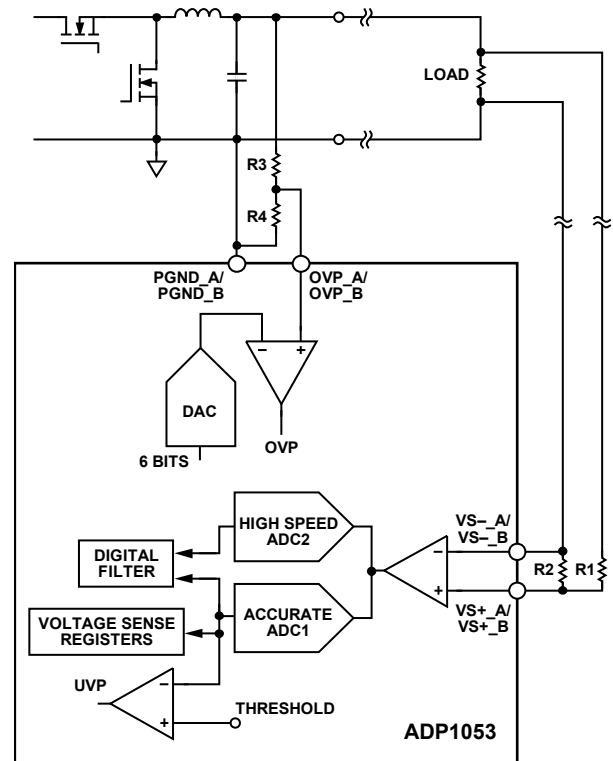 LOAD
R3
R4
PGND_A/
PGND_B
OVP_A/
OVP_B
–
+
DAC
6 BITS
OVP
HIGH SPEED
ADC2
VS–_A/
VS–_B
–
R2
R1
DIGITAL
FILTER
+
ACCURATE
ADC1
VS+_A/
VS+_B
VOLTAGE SENSE
REGISTERS
UVP
–
+
THRESHOLD
ADP1053